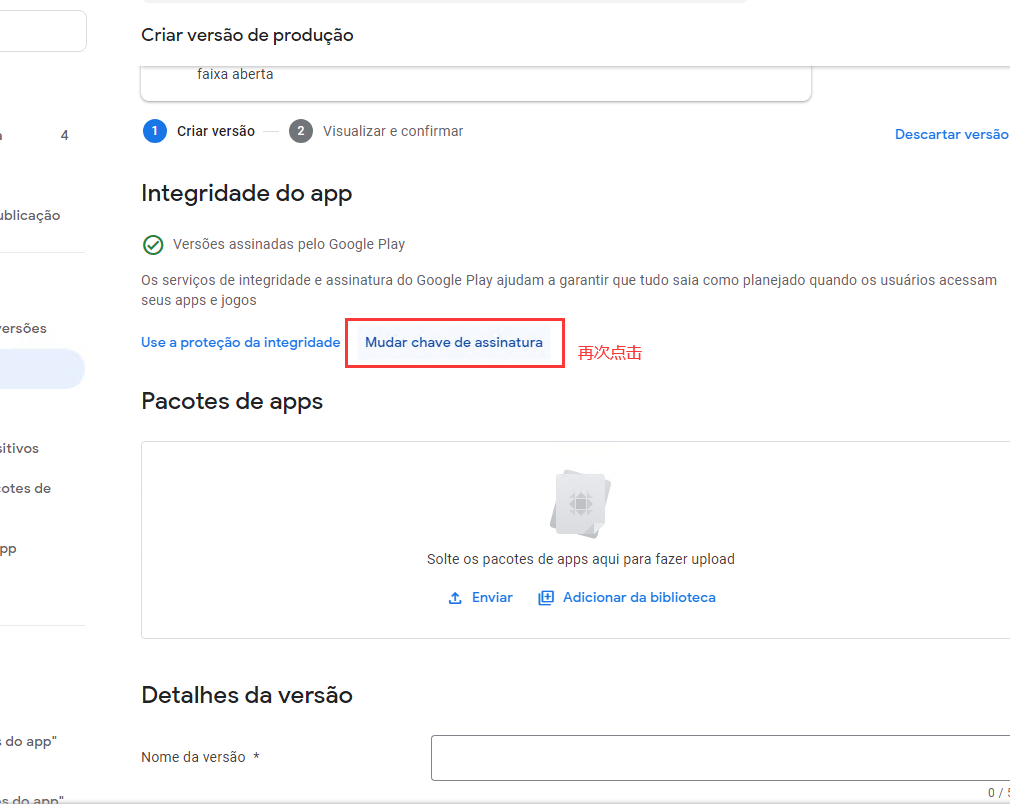 Criar versão de produção
faixa aberta
4
1 Criar versão 2 Visualizar e confirmar
Descartar versão
Integridade do app
Versões assinadas pelo Google Play
Os serviços de integridade e assinatura do Google Play ajudam a garantir que tudo saia como planejado quando os usuários acessam
seus apps e jogos
Use a proteção da integridade
Mudar chave de assinatura
再次点击
Pacotes de apps
Solte os pacotes de apps aqui para fazer upload
Enviar
Adicionar da biblioteca
Detalhes da versão
Nome da versão *
0 / 5
ublicação
ersões
sitivos
otes de
pp
s do app"
es do app"